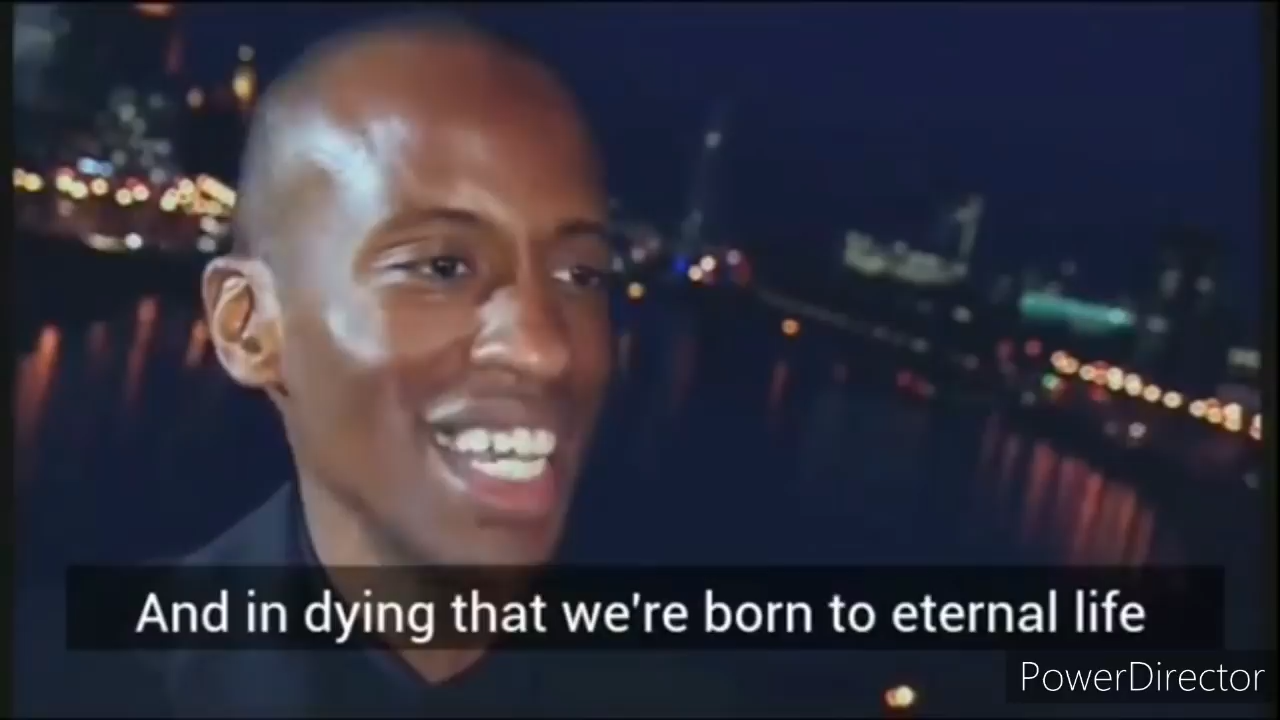 And in dying that we're born to eternal life
PowerDirector